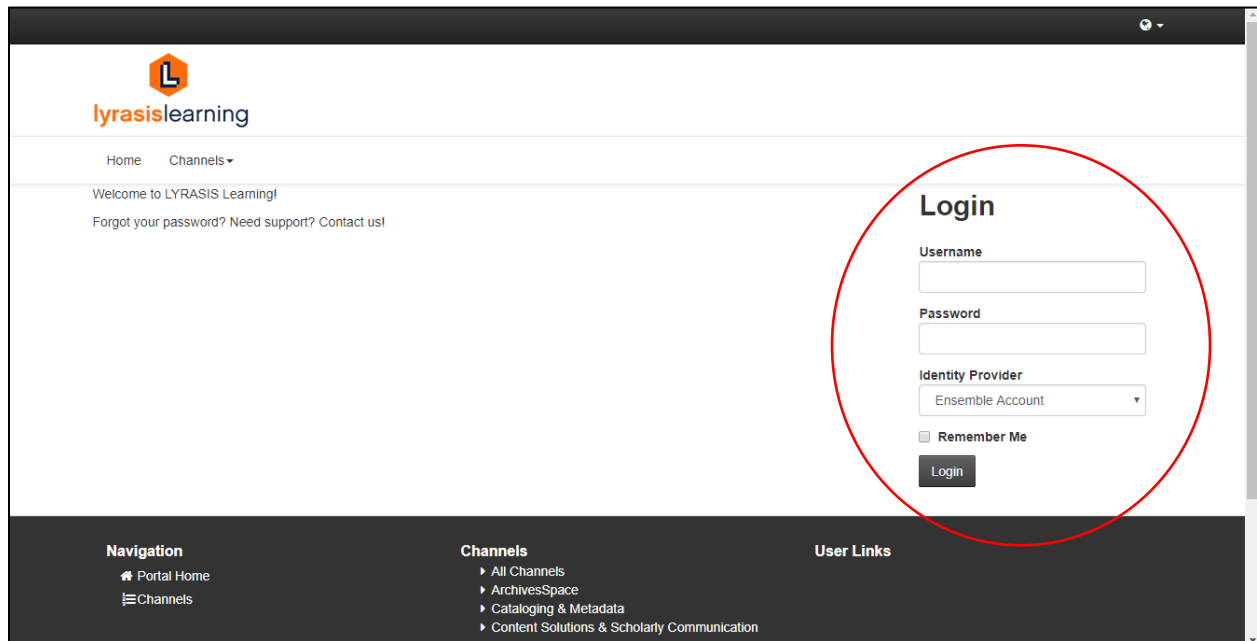 lyrasislearning
Home Channels
Welcome to LYRASIS Learning!
Forgot your password? Need support? Contact us!
Login
Username
Password
Identity Provider
Ensemble Account
Remember Me
Login
Navigation
Portal Home
Channels
Channels
All Channels
ArchivesSpace
Cataloging & Metadata
Content Solutions & Scholarly Communication
User Links